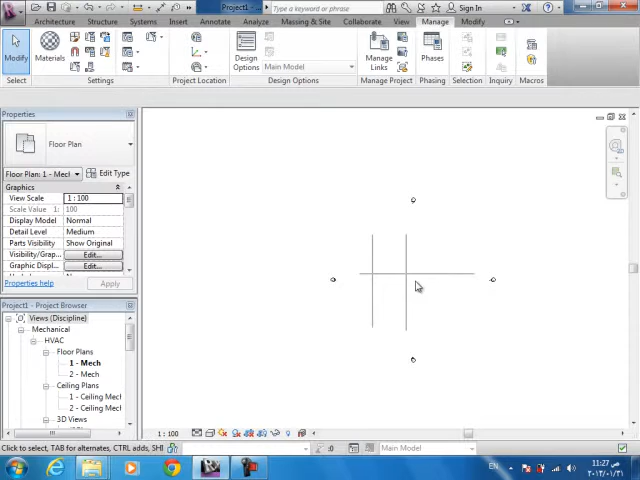 Project1 - ...
Type a keyword or phrase
Sign In
Architecture Structure Systems Insert Annotate Analyze Massing & Site Collaborate View Manage Modify
Modify
Materials
Design Options
Main Model
Manage Links
Phases
Select
Settings
Project Location
Design Options
Manage Project
Phasing
Selection
Inquiry
Macros
Properties
Floor Plan
Floor Plan: 1 - Mecl
Edit Type
Graphics
View Scale 1 : 100
Scale Value 1: 100
Display Model Normal
Detail Level Medium
Parts Visibility Show Original
Visibility/Grap... Edit...
Graphic Displ... Edit...
Properties help
Apply
Project1 - Project Browser
Views (Discipline)
Mechanical
HVAC
Floor Plans
1 - Mech
2 - Mech
Ceiling Plans
1 - Ceiling Mech
2 - Ceiling Mech
3D Views
1 : 100
Click to select, TAB for alternates, CTRL adds, SHI
:0
Main Model
EN
11:27 ص
٢٠١٣/٠١/٣١